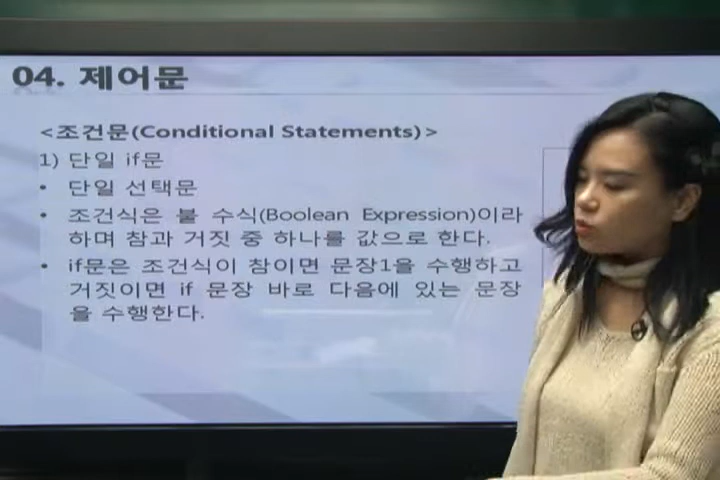 04. 제어문
<조건문(Conditional Statements)>
1) 단일 if문
• 단일 선택문
• 조건식은 불 수식(Boolean Expression)이라
하며 참과 거짓 중 하나를 값으로 한다.
• if문은 조건식이 참이면 문장1을 수행하고
거짓이면 if 문장 바로 다음에 있는 문장
을 수행한다.